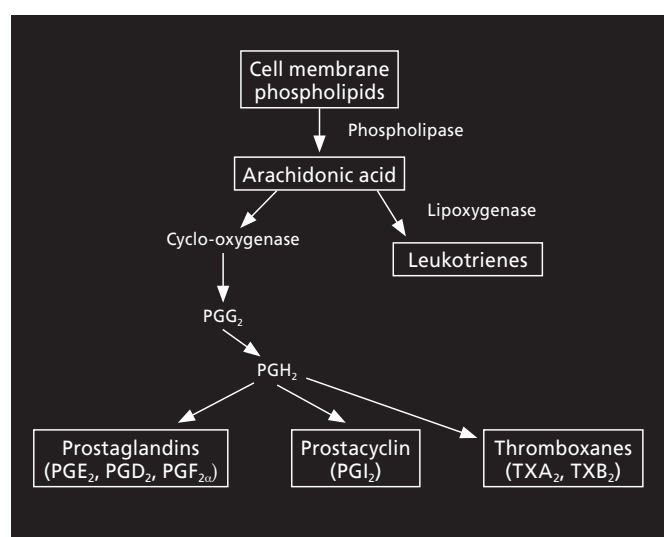 Cell membrane
phospholipids
Phospholipase
Arachidonic acid
Lipoxygenase
Cyclo-oxygenase
Leukotrienes
PGG₂
PGH₂
Prostaglandins
(PGE₂, PGD₂, PGF₂α)
Prostacyclin
(PGI₂)
Thromboxanes
(TXA₂, TXB₂)